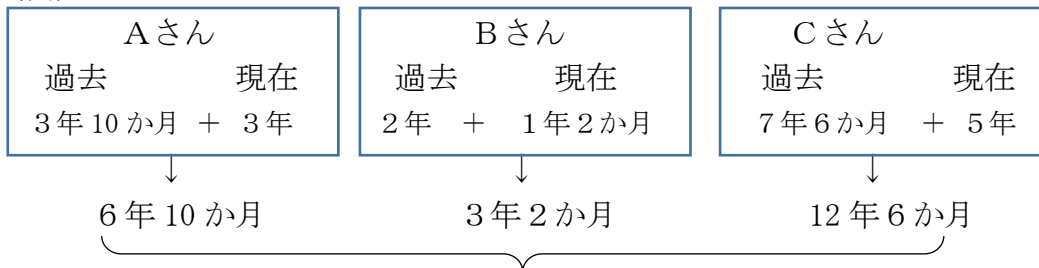 Ａさん Ｂさん Ｃさん
過去 現在 過去 現在 過去 現在
３年10か月 ＋ ３年 ２年 ＋ １年２か月 ７年６か月 ＋ ５年
↓ ↓ ↓
６年10か月 ３年２か月 12年６か月